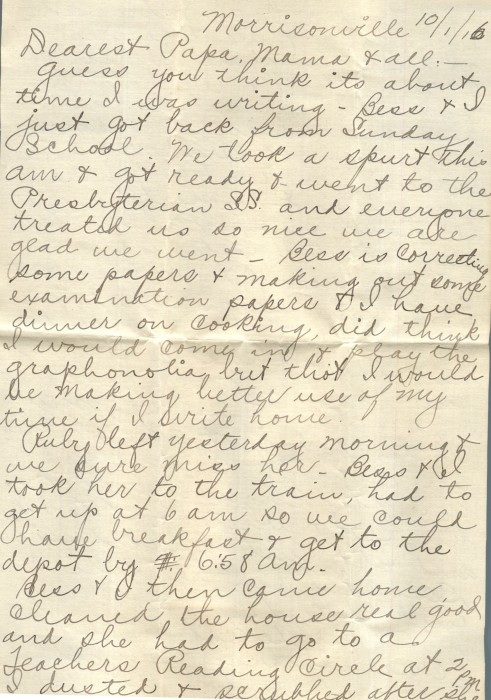 Morrisonville 10/1/16
Dearest Papa, Mama & all:-
guess you think its about
time I was writing - Bess & I
just got back from Sunday
School. We took a spurt this
am & got ready & went to the
Presbyterian S.S. and everyone
treated us so nice we are
glad we went - Bess is correcting
some papers & making out some
examination papers & I have
dinner on cooking, did think
I would come in & play the
graphonolia but thot I would
be making better use of my
time if I write home.
Ruby left yesterday morning &
we sure miss her - Bess & I
took her to the train, had to
get up at 6 am so we could
have breakfast & get to the
depot by 6:58 Am.
Bess & I then came home
cleaned the house real good
and she had to go to a
Teachers Reading Circle at 2 P.M
I dusted & scrubbed after